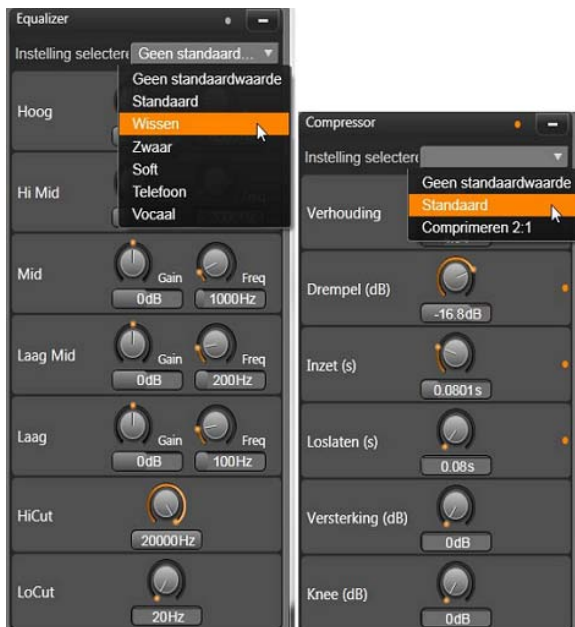 Equalizer
Instelling selecteren Geen standaard...
Geen standaardwaarde
Standaard
Wissen
Zwaar
Soft
Telefoon
Vocaal
Hoog
Hi Mid
Mid
Gain
Freq
0dB
1000Hz
Laag Mid
Gain
Freq
0dB
200Hz
Laag
Gain
Freq
0dB
100Hz
HiCut
20000Hz
LoCut
20Hz
Compressor
Instelling selecteren
Geen standaardwaarde
Standaard
Comprimeren 2:1
Verhouding
Drempel (dB)
-16.8dB
Inzet (s)
0.0801s
Loslaten (s)
0.08s
Versterking (dB)
0dB
Knee (dB)
0dB